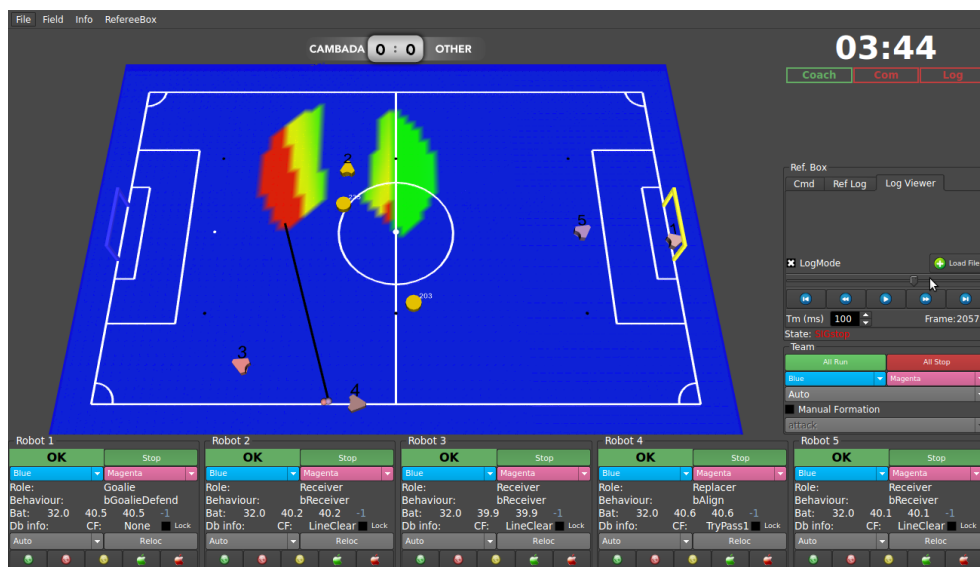 File Field Info RefereeBox
CAMBADA 0 : 0 OTHER
03:44
Coach Com Log
Ref. Box
Cmd Ref Log Log Viewer
LogMode Load File
Tm (ms) 100 Frame:2057
State: SIGstop
Team
All Run All Stop
Blue Magenta
Auto
Manual Formation
attack
2
5
1
203
3
4
Robot 1
OK Stop
Blue Magenta
Role: Goalie
Behaviour: bGoalieDefend
Bat: 32.0 40.5 40.5 -1
Db info: CF: None Lock
Auto Reloc
Robot 2
OK Stop
Blue Magenta
Role: Receiver
Behaviour: bReceiver
Bat: 32.0 40.2 40.2 -1
Db info: CF: LineClear Lock
Auto Reloc
Robot 3
OK Stop
Blue Magenta
Role: Receiver
Behaviour: bReceiver
Bat: 32.0 39.9 39.9 -1
Db info: CF: LineClear Lock
Auto Reloc
Robot 4
OK Stop
Blue Magenta
Role: Replacer
Behaviour: bAlign
Bat: 32.0 40.6 40.6 -1
Db info: CF: TryPass1 Lock
Auto Reloc
Robot 5
OK Stop
Blue Magenta
Role: Receiver
Behaviour: bReceiver
Bat: 32.0 40.1 40.1 -1
Db info: CF: LineClear Lock
Auto Reloc